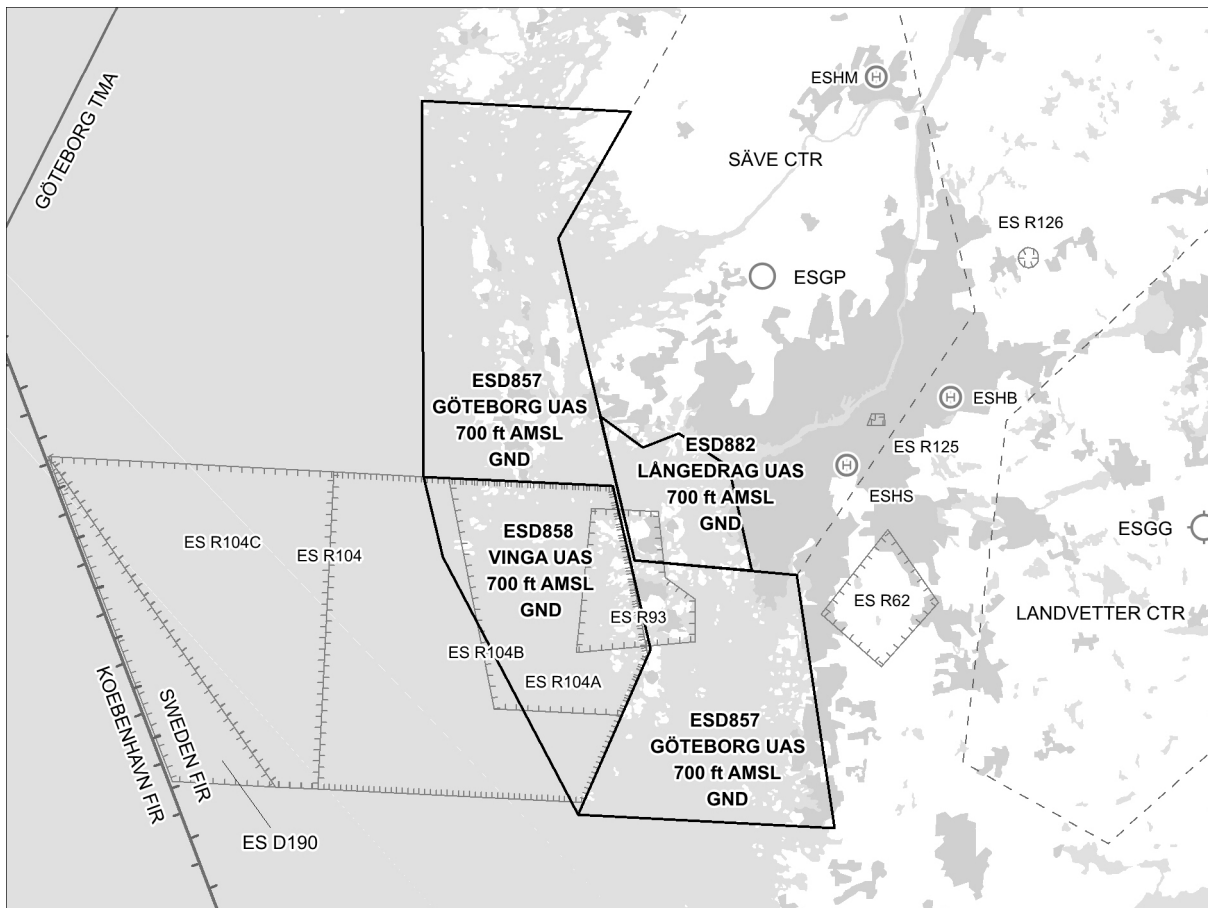 ESHM
GÖTEBORG TMA
SÄVE CTR
ES R126
ESGP
ESD857
GÖTEBORG UAS
700 ft AMSL
GND
ESHB
ESD882
LÅNGEDRAG UAS
700 ft AMSL
GND
ES R125
ESHS
ESGG
ESD858
VINGA UAS
700 ft AMSL
GND
ES R104C
ES R104
ES R62
ES R93
LANDVETTER CTR
ES R104B
ES R104A
KOEBENHAVN FIR
SWEDEN FIR
ESD857
GÖTEBORG UAS
700 ft AMSL
GND
ES D190
H
H
H